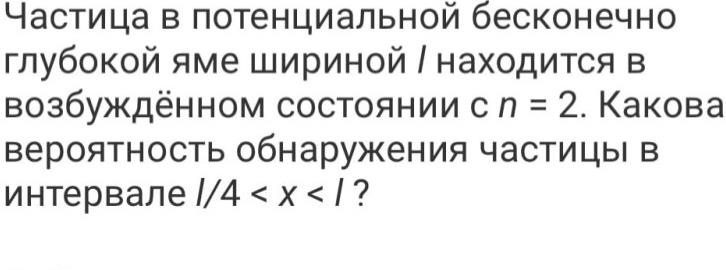 Частица в потенциальной бесконечно
глубокой яме шириной l находится в
возбуждённом состоянии с n = 2. Какова
вероятность обнаружения частицы в
интервале l/4 < x < l ?